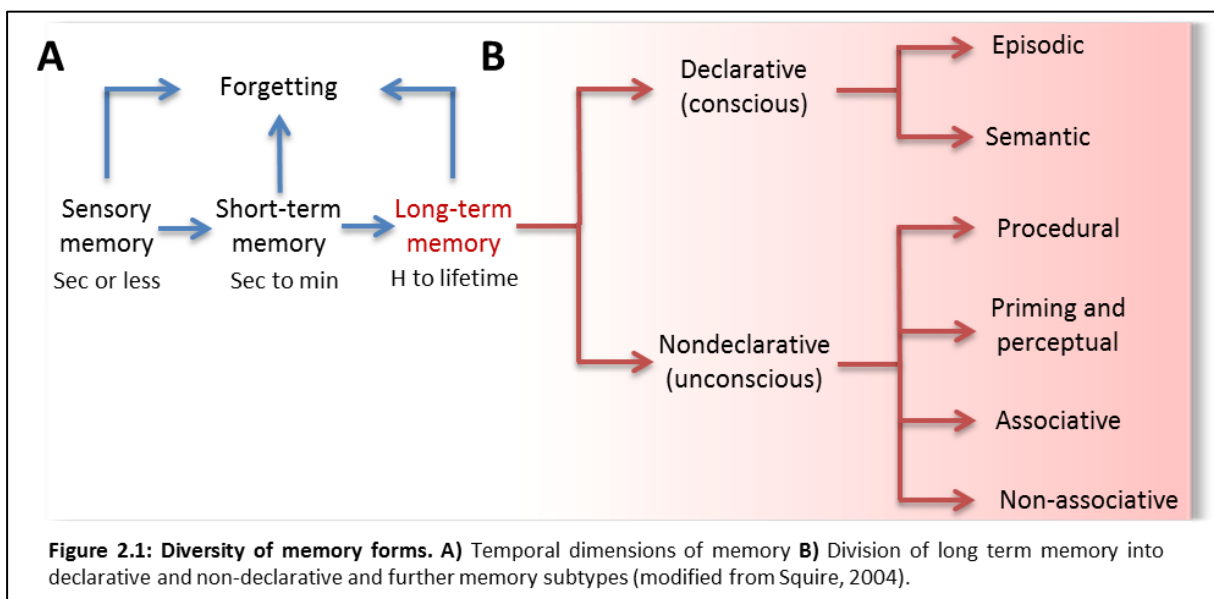 A
B
Forgetting
Sensory
memory
Sec or less
Short-term
memory
Sec to min
Long-term
memory
H to lifetime
Declarative
(conscious)
Episodic
Semantic
Nondeclarative
(unconscious)
Procedural
Priming and
perceptual
Associative
Non-associative
Figure 2.1: Diversity of memory forms. A) Temporal dimensions of memory B) Division of long term memory into
declarative and non-declarative and further memory subtypes (modified from Squire, 2004).